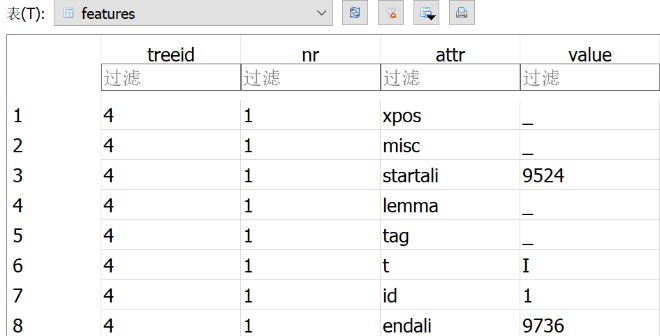 表(T): features
treeid nr attr value
过滤 过滤 过滤 过滤
1 4 1 xpos _
2 4 1 misc _
3 4 1 startali 9524
4 4 1 lemma _
5 4 1 tag _
6 4 1 t I
7 4 1 id 1
8 4 1 endali 9736